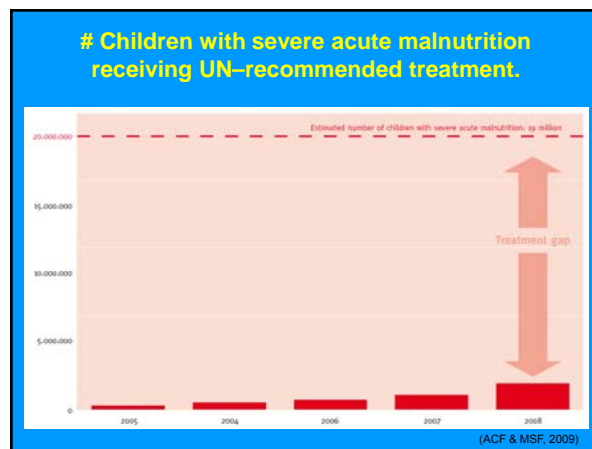 # Children with severe acute malnutrition
receiving UN–recommended treatment.
Estimated number of children with severe acute malnutrition: 19 million
20,000,000
15,000,000
Treatment gap
10,000,000
5,000,000
0
2005 2004 2006 2007 2008
(ACF & MSF, 2009)